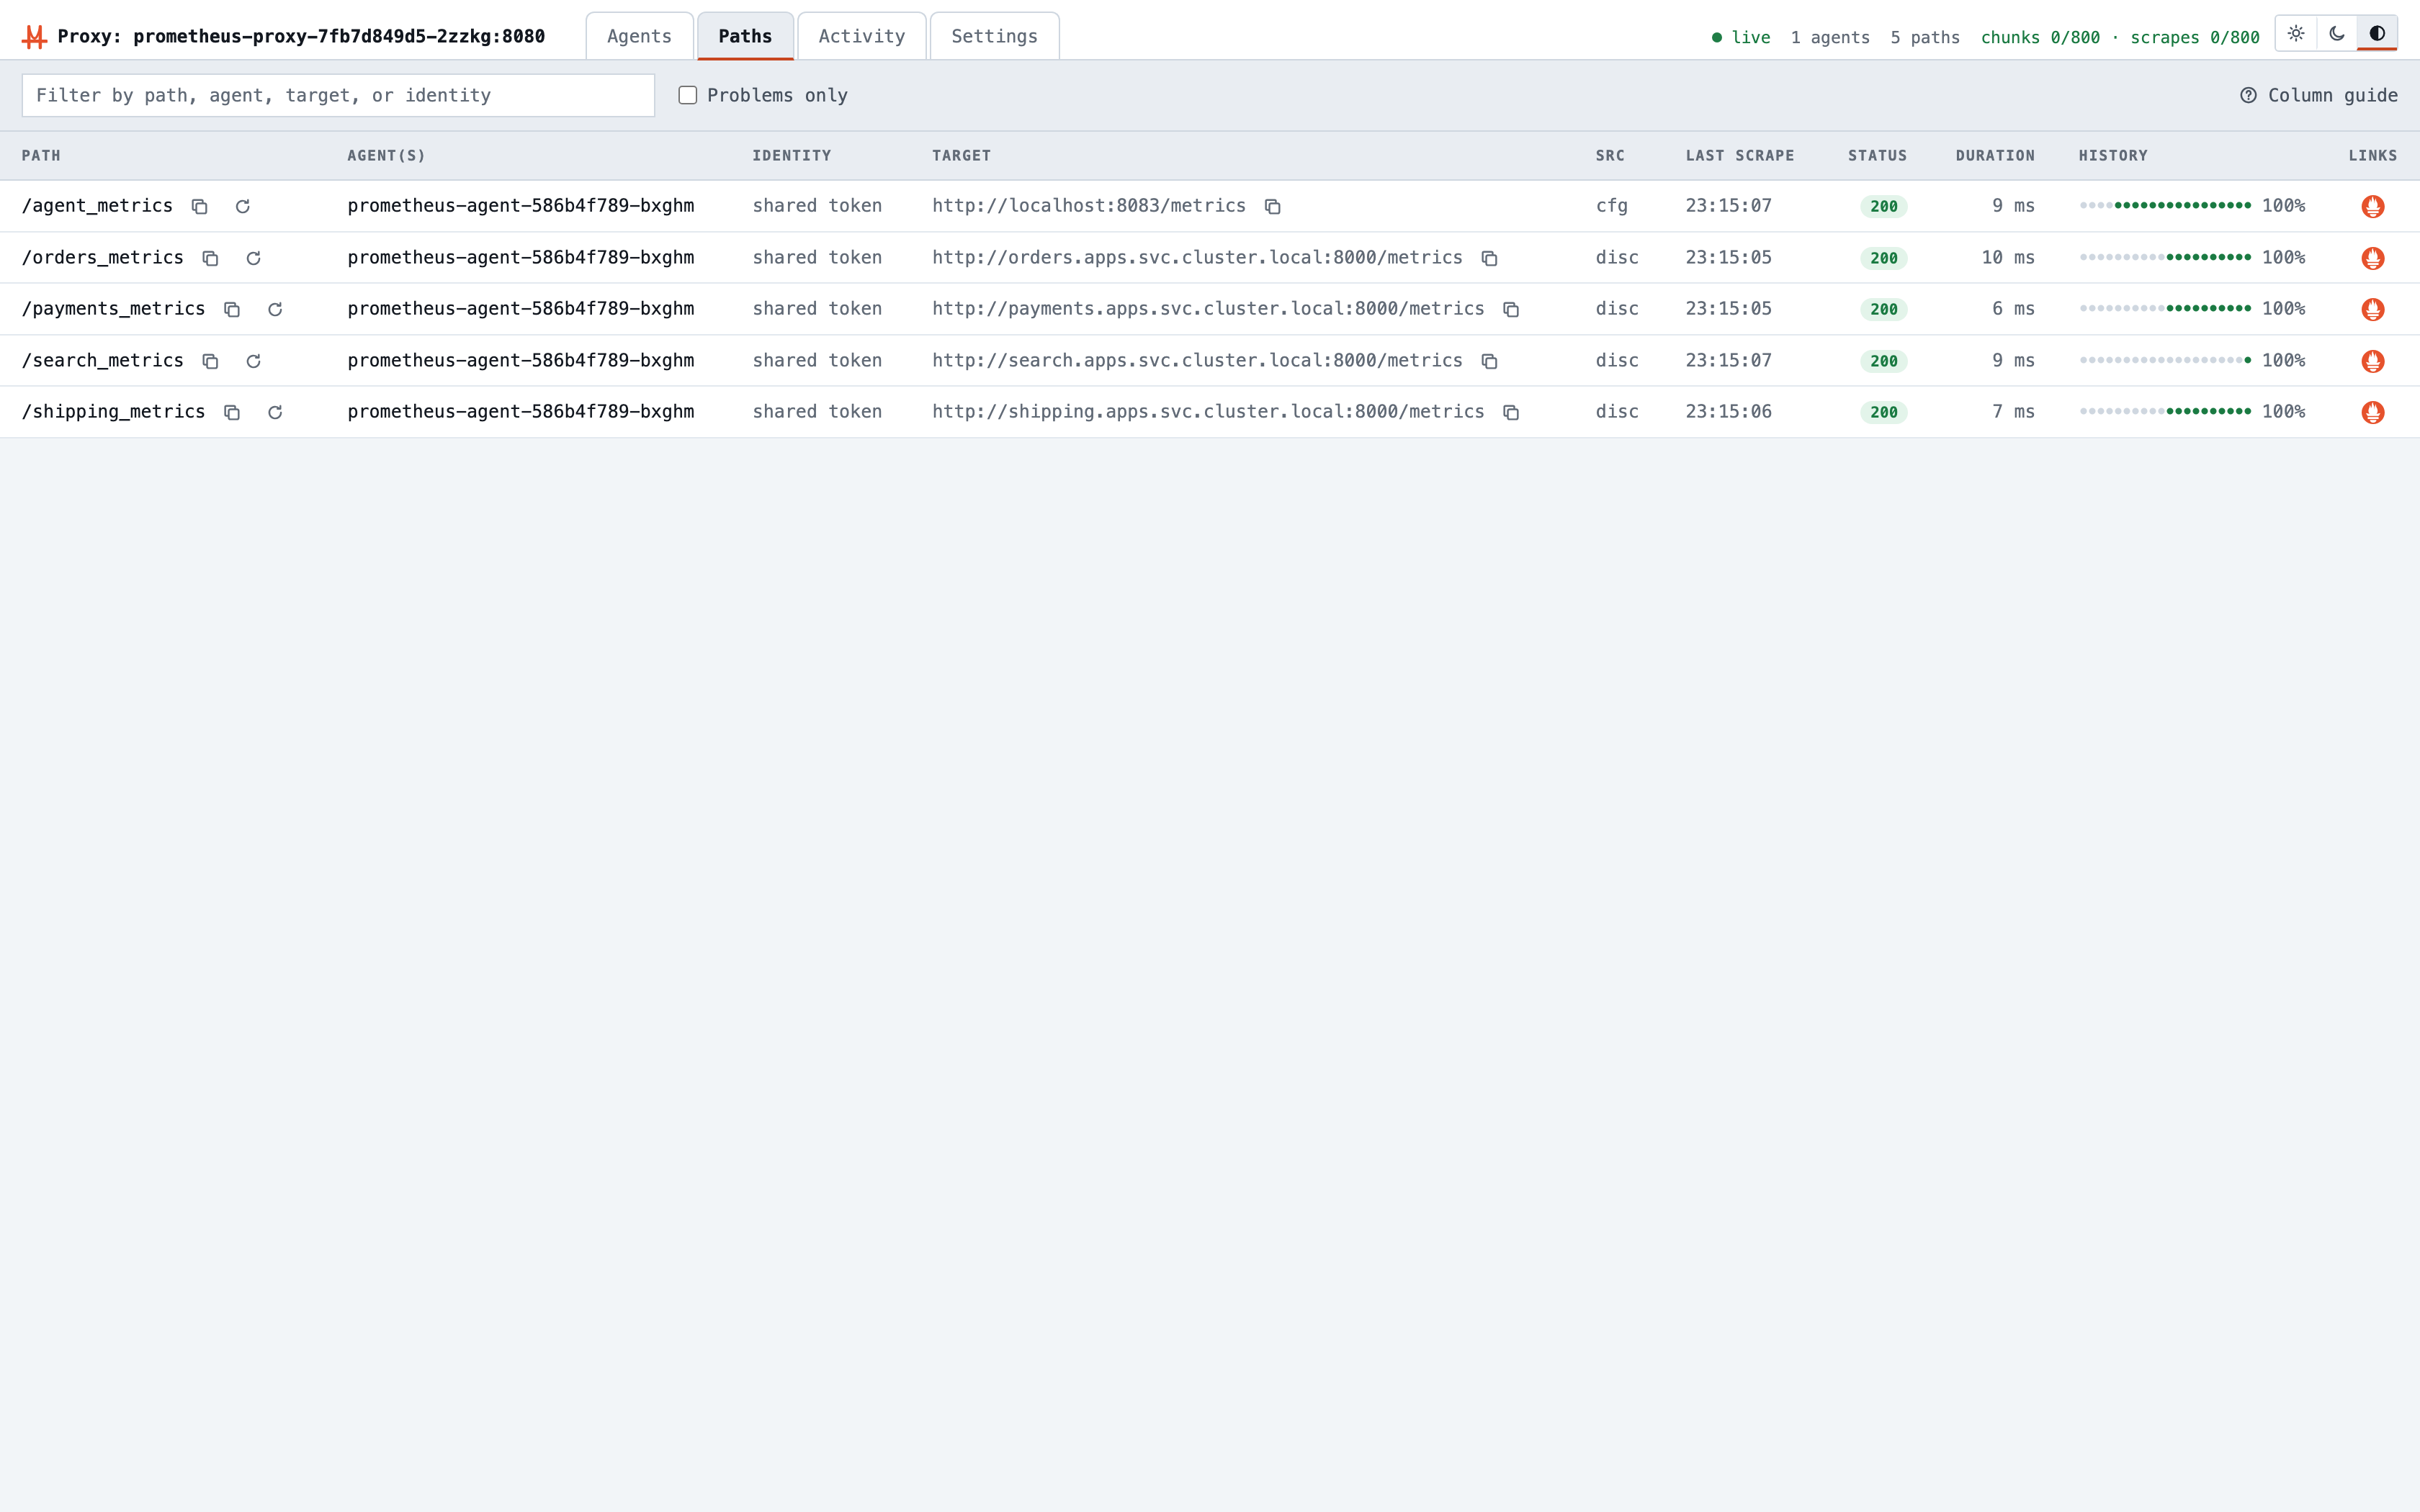 Proxy: prometheus-proxy-7fb7d849d5-2zzkg:8080 Agents Paths Activity Settings live 1 agents 5 paths chunks 0/800 · scrapes 0/800
Filter by path, agent, target, or identity Problems only Column guide
PATH AGENT(S) IDENTITY TARGET SRC LAST SCRAPE STATUS DURATION HISTORY LINKS
/agent_metrics prometheus-agent-586b4f789-bxghm shared token http://localhost:8083/metrics cfg 23:15:07 200 9 ms 100%
/orders_metrics prometheus-agent-586b4f789-bxghm shared token http://orders.apps.svc.cluster.local:8000/metrics disc 23:15:05 200 10 ms 100%
/payments_metrics prometheus-agent-586b4f789-bxghm shared token http://payments.apps.svc.cluster.local:8000/metrics disc 23:15:05 200 6 ms 100%
/search_metrics prometheus-agent-586b4f789-bxghm shared token http://search.apps.svc.cluster.local:8000/metrics disc 23:15:07 200 9 ms 100%
/shipping_metrics prometheus-agent-586b4f789-bxghm shared token http://shipping.apps.svc.cluster.local:8000/metrics disc 23:15:06 200 7 ms 100%